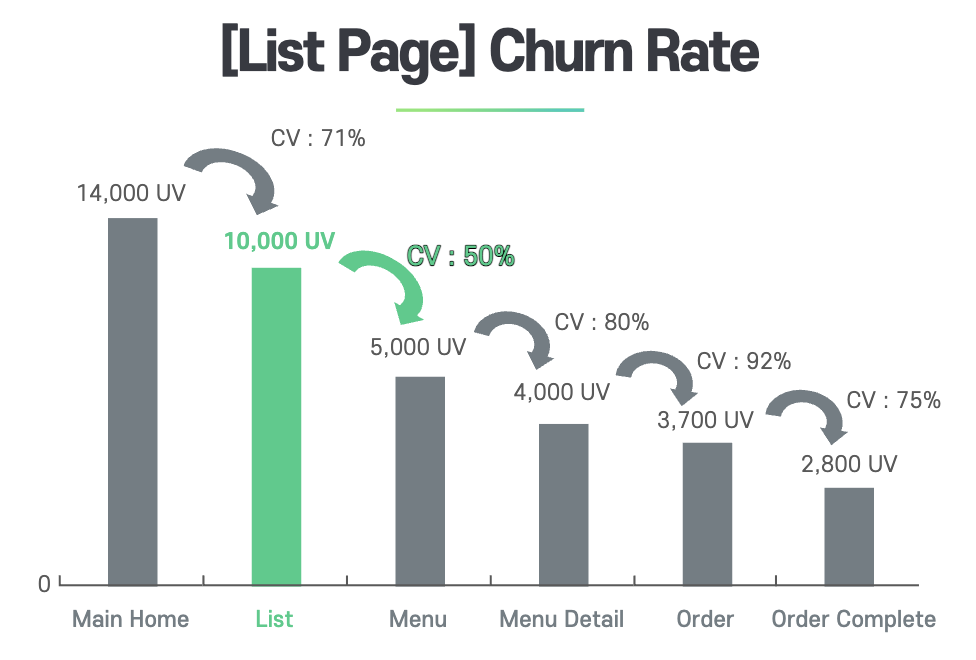 [List Page] Churn Rate
CV : 71%
14,000 UV
10,000 UV
CV : 50%
5,000 UV
CV : 80%
4,000 UV
CV : 92%
3,700 UV
CV : 75%
2,800 UV
0
Main Home
List
Menu
Menu Detail
Order
Order Complete